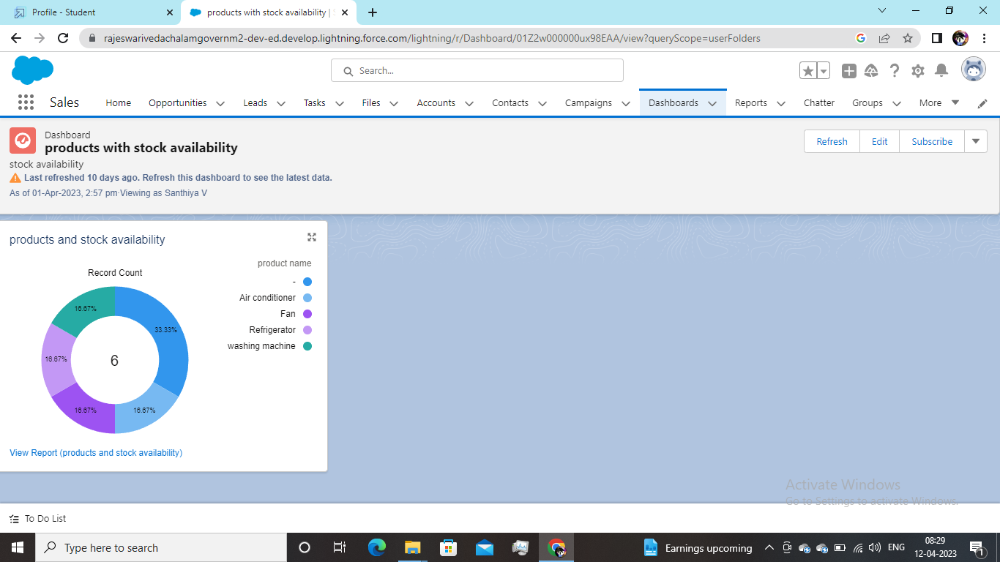 Profile - Student
products with stock availability |
rajeswarivedachalamgovernm2-dev-ed.develop.lightning.force.com/lightning/r/Dashboard/01Z2w000000ux98EAA/view?queryScope=userFolders
Search...
Sales Home Opportunities Leads Tasks Files Accounts Contacts Campaigns Dashboards Reports Chatter Groups More
Dashboard
products with stock availability
Refresh Edit Subscribe
stock availability
Last refreshed 10 days ago. Refresh this dashboard to see the latest data.
As of 01-Apr-2023, 2:57 pm·Viewing as Santhiya V
products and stock availability
product name
Record Count
-
Air conditioner
Fan
Refrigerator
washing machine
16.67%
33.33%
16.67%
6
16.67%
16.67%
View Report (products and stock availability)
Activate Windows
Go to Settings to activate Windows.
To Do List
Type here to search
Earnings upcoming
ENG
08:29
12-04-2023
1